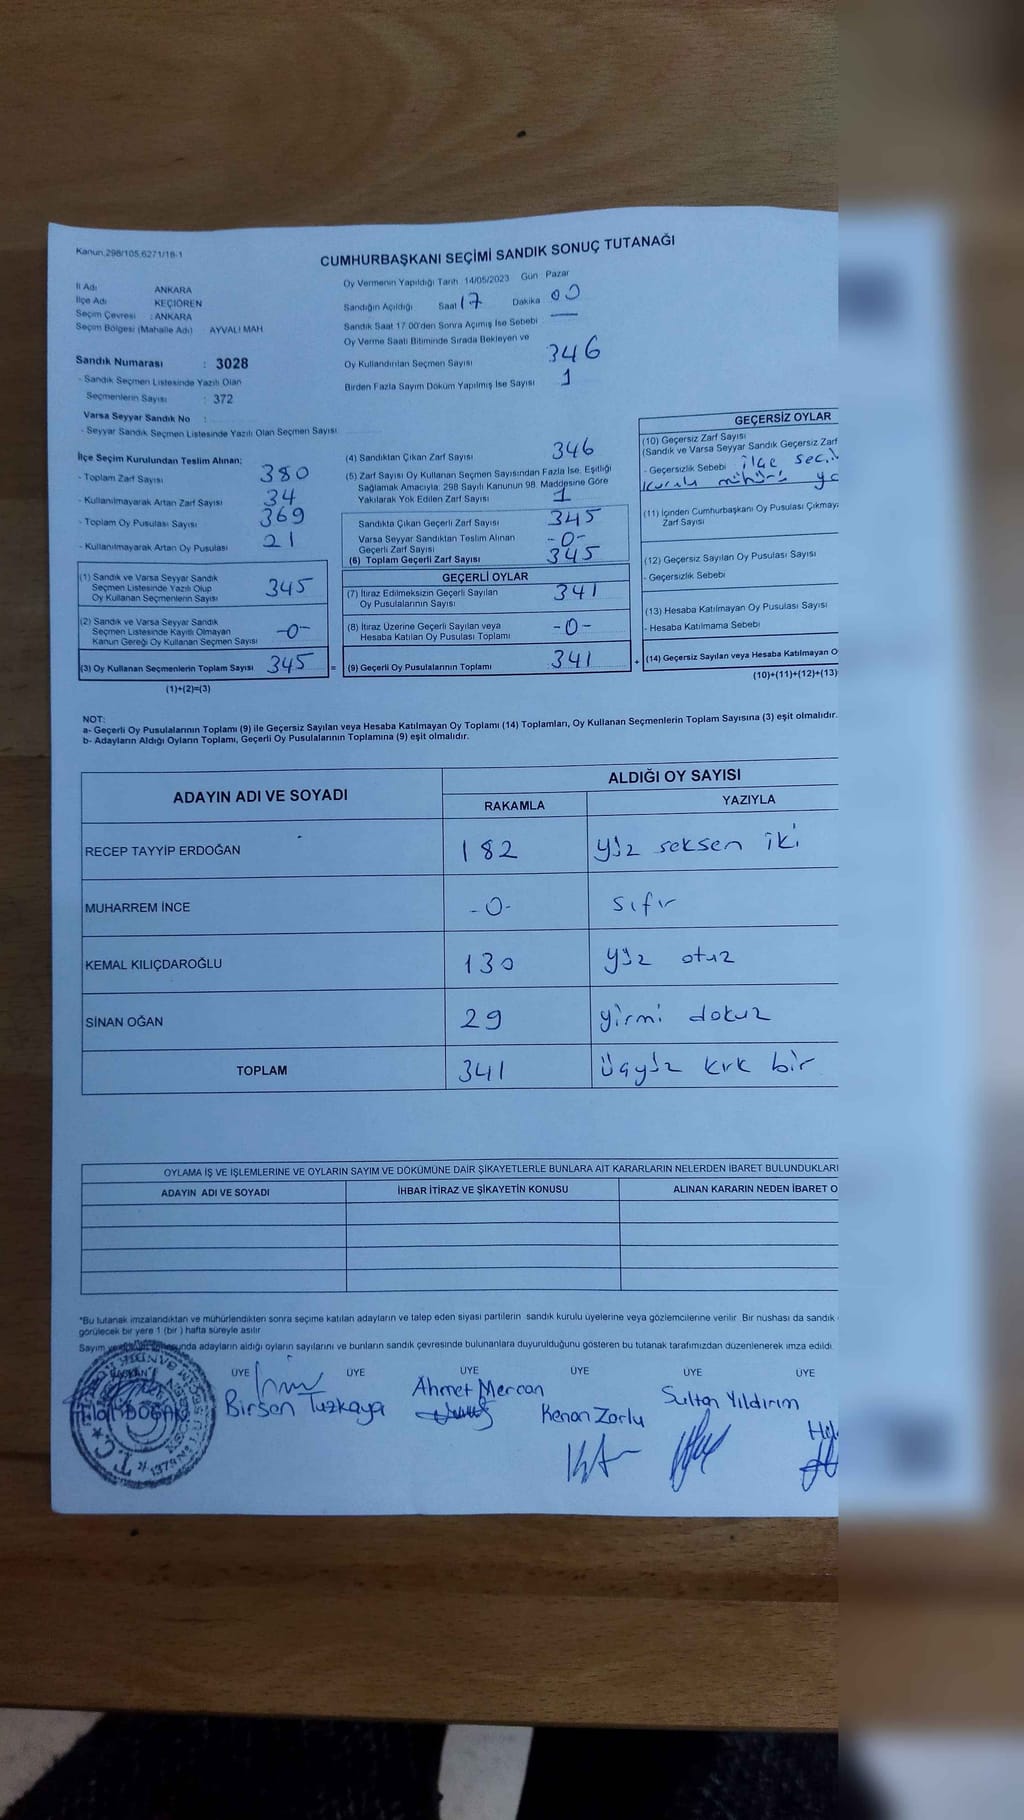 Kanun,298/105,6271/18-1
CUMHURBAŞKANI SEÇİMİ SANDIK SONUÇ TUTANAĞI
İl Adı ANKARA
İlçe Adı KEÇİÖREN
Seçim Çevresi : ANKARA
Seçim Bölgesi (Mahalle Adı) AYVALI MAH
Sandık Numarası : 3028
- Sandık Seçmen Listesinde Yazılı Olan
Seçmenlerin Sayısı : 372
Varsa Seyyar Sandık No :
- Seyyar Sandık Seçmen Listesinde Yazılı Olan Seçmen Sayısı
Oy Vermenin Yapıldığı Tarih 14/05/2023 Gün Pazar
Sandığın Açıldığı Saat 17 Dakika 00
Sandık Saat 17.00'den Sonra Açımış İse Sebebi —
Oy Verme Saati Bitiminde Sırada Bekleyen ve
Oy Kullandırılan Seçmen Sayısı 346
Birden Fazla Sayım Döküm Yapılmış İse Sayısı 1
İlçe Seçim Kurulundan Teslim Alınan:
- Toplam Zarf Sayısı 380
- Kullanılmayarak Artan Zarf Sayısı 34
- Toplam Oy Pusulası Sayısı 369
- Kullanılmayarak Artan Oy Pusulası 21
(1) Sandık ve Varsa Seyyar Sandık
Seçmen Listesinde Yazılı Olup
Oy Kullanan Seçmenlerin Sayısı 345
(2) Sandık ve Varsa Seyyar Sandık
Seçmen Listesinde Kayıtlı Olmayan
Kanun Gereği Oy Kullanan Seçmen Sayısı -0-
(3) Oy Kullanan Seçmenlerin Toplam Sayısı 345 =
(1)+(2)=(3)
(4) Sandıktan Çıkan Zarf Sayısı 346
(5) Zarf Sayısı Oy Kullanan Seçmen Sayısından Fazla İse, Eşitliği
Sağlamak Amacıyla, 298 Sayılı Kanunun 98. Maddesine Göre
Yakılarak Yok Edilen Zarf Sayısı 1
Sandıkta Çıkan Geçerli Zarf Sayısı 345
Varsa Seyyar Sandıktan Teslim Alınan
Geçerli Zarf Sayısı -0-
(6) Toplam Geçerli Zarf Sayısı 345
GEÇERLİ OYLAR
(7) İtiraz Edilmeksizin Geçerli Sayılan
Oy Pusulalarının Sayısı 341
(8) İtiraz Üzerine Geçerli Sayılan veya
Hesaba Katılan Oy Pusulası Toplamı -0-
(9) Geçerli Oy Pusulalarının Toplamı 341 +
GEÇERSİZ OYLAR
(10) Geçersiz Zarf Sayısı
(Sandık ve Varsa Seyyar Sandık Geçersiz Zarf
- Geçersizlik Sebebi ilçe seç
kurulu mührü yo
(11) İçinden Cumhurbaşkanı Oy Pusulası Çıkmay
Zarf Sayısı
(12) Geçersiz Sayılan Oy Pusulası Sayısı
- Geçersizlik Sebebi
(13) Hesaba Katılmayan Oy Pusulası Sayısı
- Hesaba Katılmama Sebebi
(14) Geçersiz Sayılan veya Hesaba Katılmayan O
(10)+(11)+(12)+(13)
NOT:
a- Geçerli Oy Pusulalarının Toplamı (9) ile Geçersiz Sayılan veya Hesaba Katılmayan Oy Toplamı (14) Toplamları, Oy Kullanan Seçmenlerin Toplam Sayısına (3) eşit olmalıdır.
b- Adayların Aldığı Oyların Toplamı, Geçerli Oy Pusulalarının Toplamına (9) eşit olmalıdır.
ADAYIN ADI VE SOYADI ALDIĞI OY SAYISI
RAKAMLA YAZIYLA
RECEP TAYYİP ERDOĞAN 182 yüz seksen iki
MUHARREM İNCE -0- sıfır
KEMAL KILIÇDAROĞLU 130 yüz otuz
SİNAN OĞAN 29 yirmi dokuz
TOPLAM 341 üçyüz kırk bir
OYLAMA İŞ VE İŞLEMLERİNE VE OYLARIN SAYIM VE DÖKÜMÜNE DAİR ŞİKAYETLERLE BUNLARA AİT KARARLARIN NELERDEN İBARET BULUNDUKLARI
ADAYIN ADI VE SOYADI İHBAR İTİRAZ VE ŞİKAYETİN KONUSU ALINAN KARARIN NEDEN İBARET O
*Bu tutanak imzalandıktan ve mühürlendikten sonra seçime katılan adayların ve talep eden siyasi partilerin sandık kurulu üyelerine veya gözlemcilerine verilir. Bir nüshası da sandık
görülecek bir yere 1 (bir ) hafta süreyle asılır
Sayım adayların aldığı oyların sayılarını ve bunların sandık çevresinde bulunanlara duyurulduğunu gösteren bu tutanak tarafımızdan düzenlenerek imza edildi.
BAŞKAN ÜYE ÜYE ÜYE ÜYE ÜYE ÜYE
Birsen Tuzkaya Ahmet Mercan Kenan Zorlu Sultan Yıldırım
T.C.